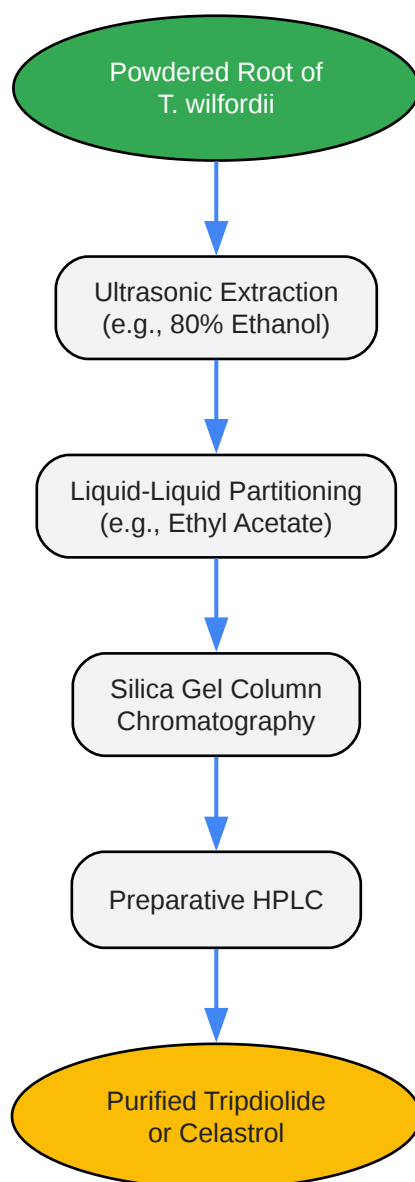 Powdered Root of
T. wilfordii
Ultrasonic Extraction
(e.g., 80% Ethanol)
Liquid-Liquid Partitioning
(e.g., Ethyl Acetate)
Silica Gel Column
Chromatography
Preparative HPLC
Purified Tripdiolide
or Celastrol